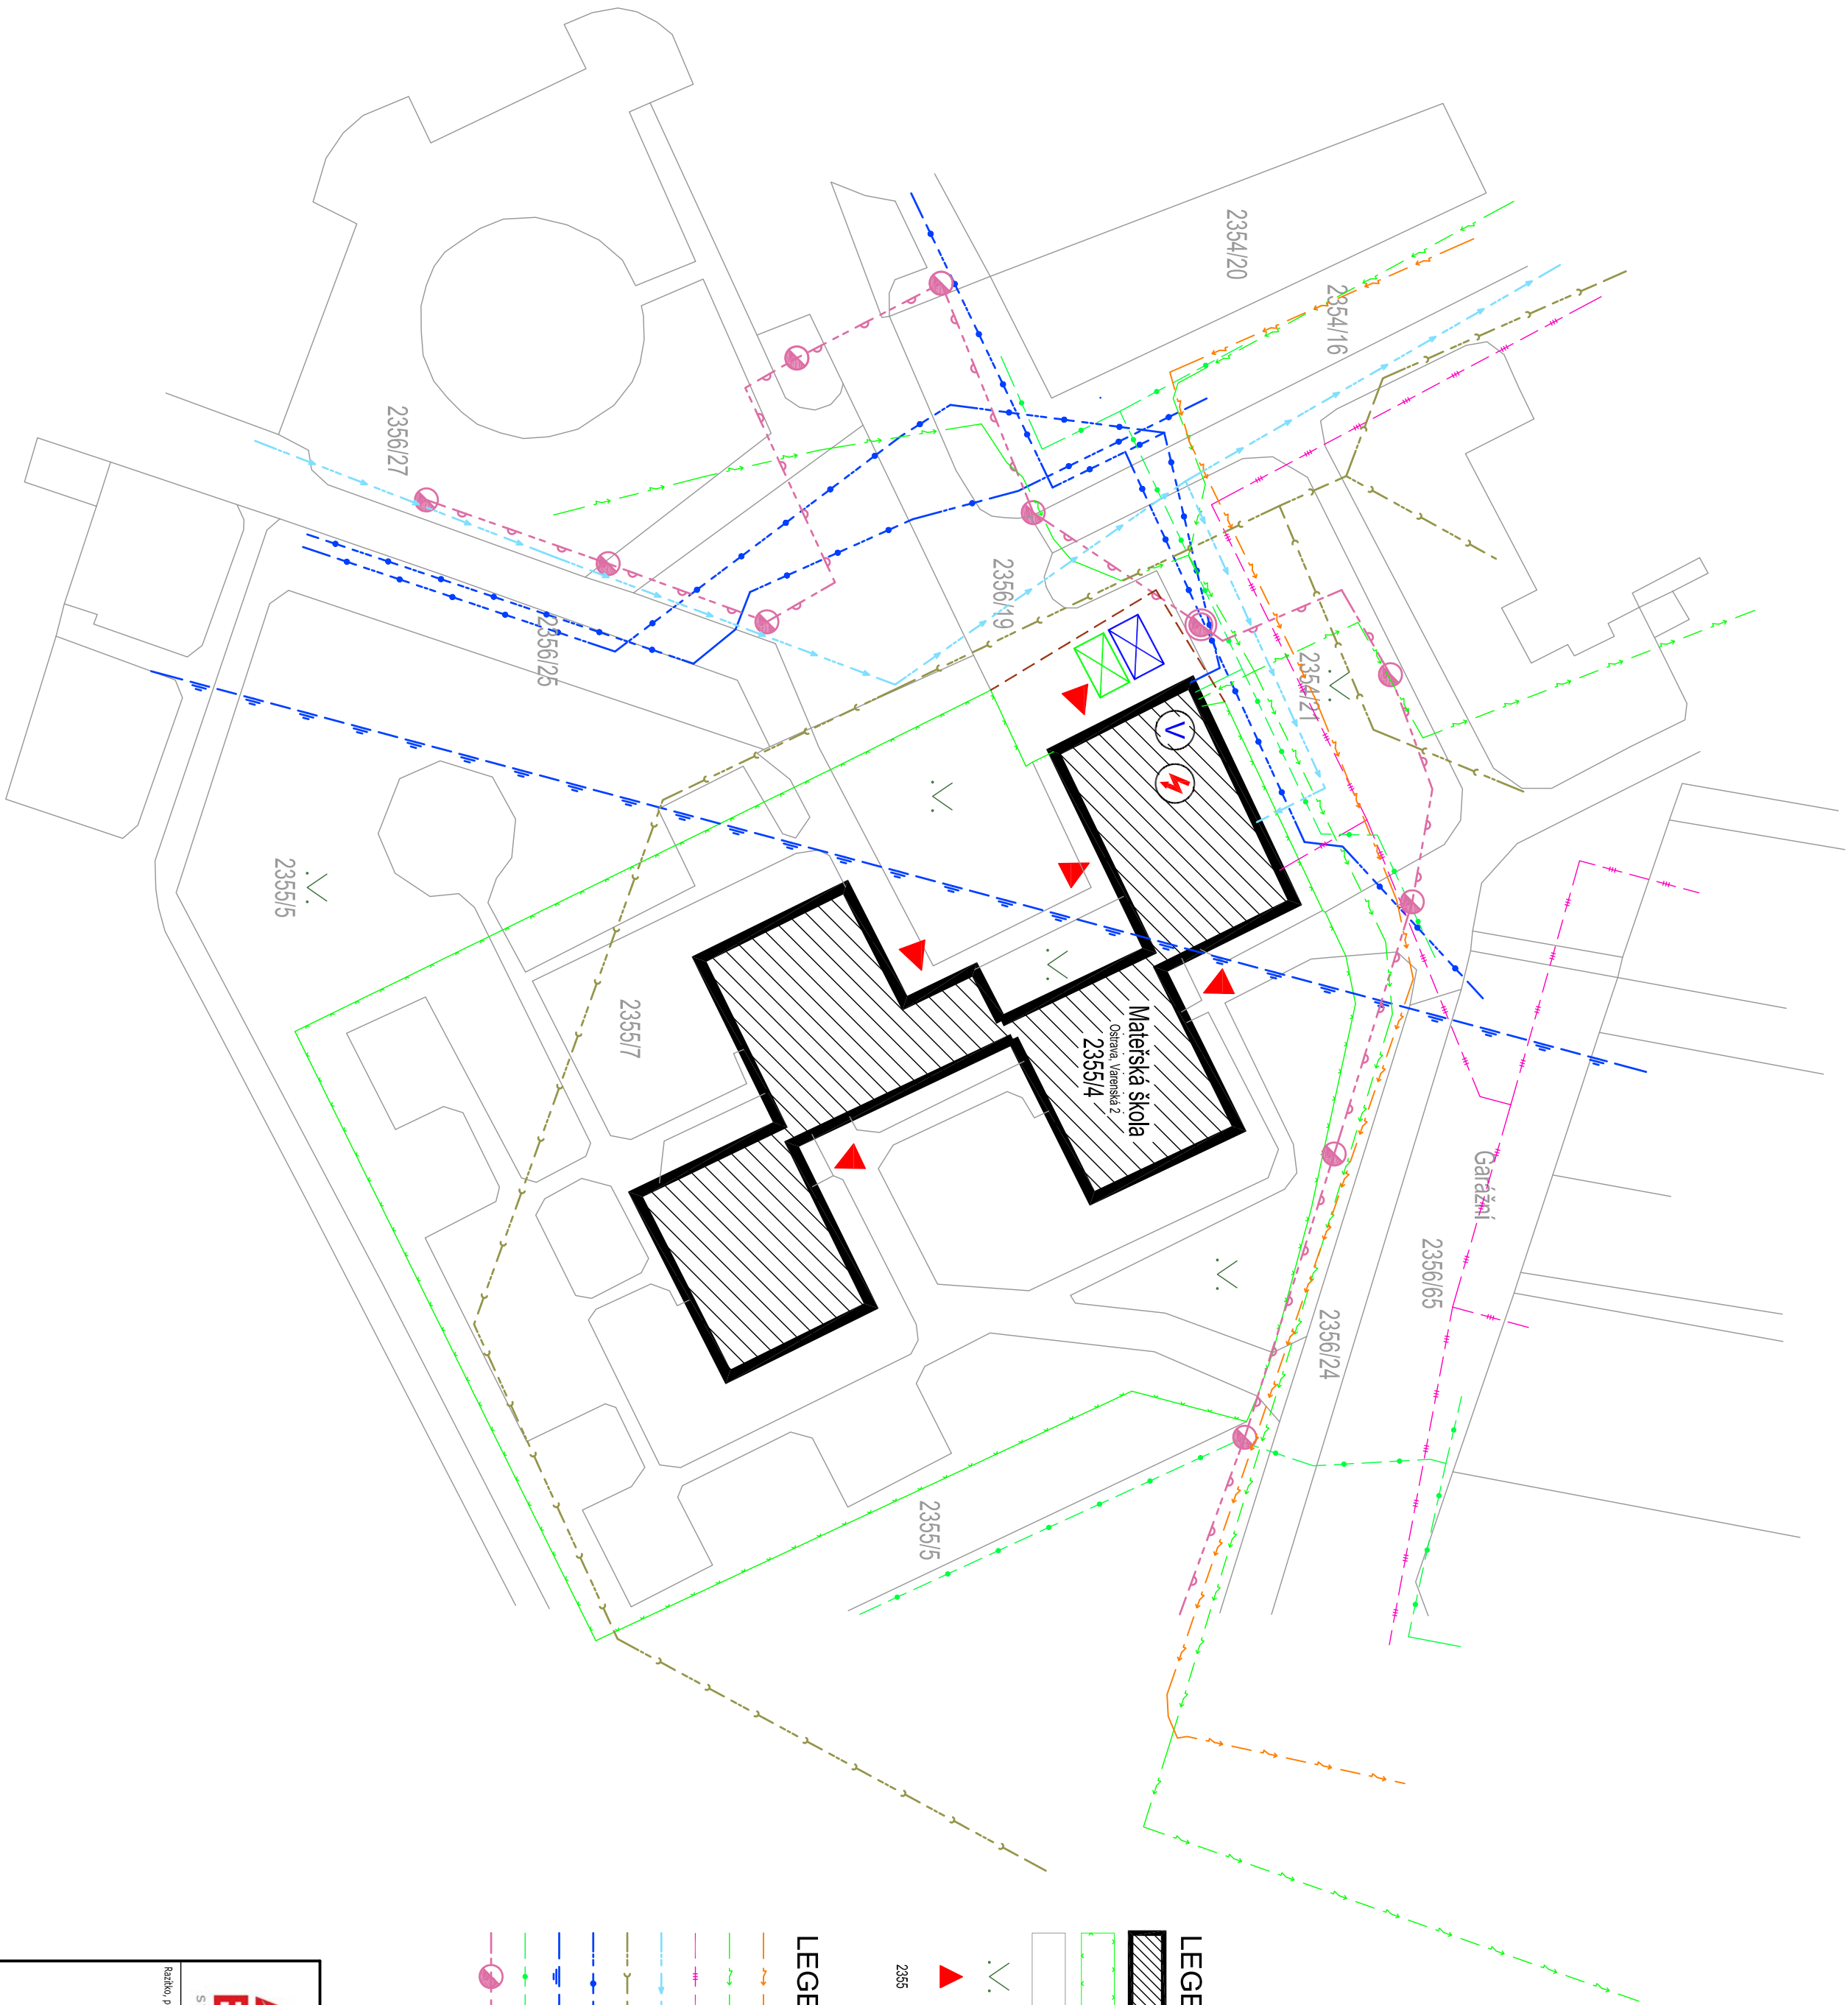 2354/20
2354/16
2356/27
2356/19
2356/25
2354/21
V
2355/5
2355/7
Mateřská škola
Ostrava, Varenská 2
2355/4
Garážní
2356/65
2356/24
2355/5
LEGE
2355
LEGE
Razítko, p